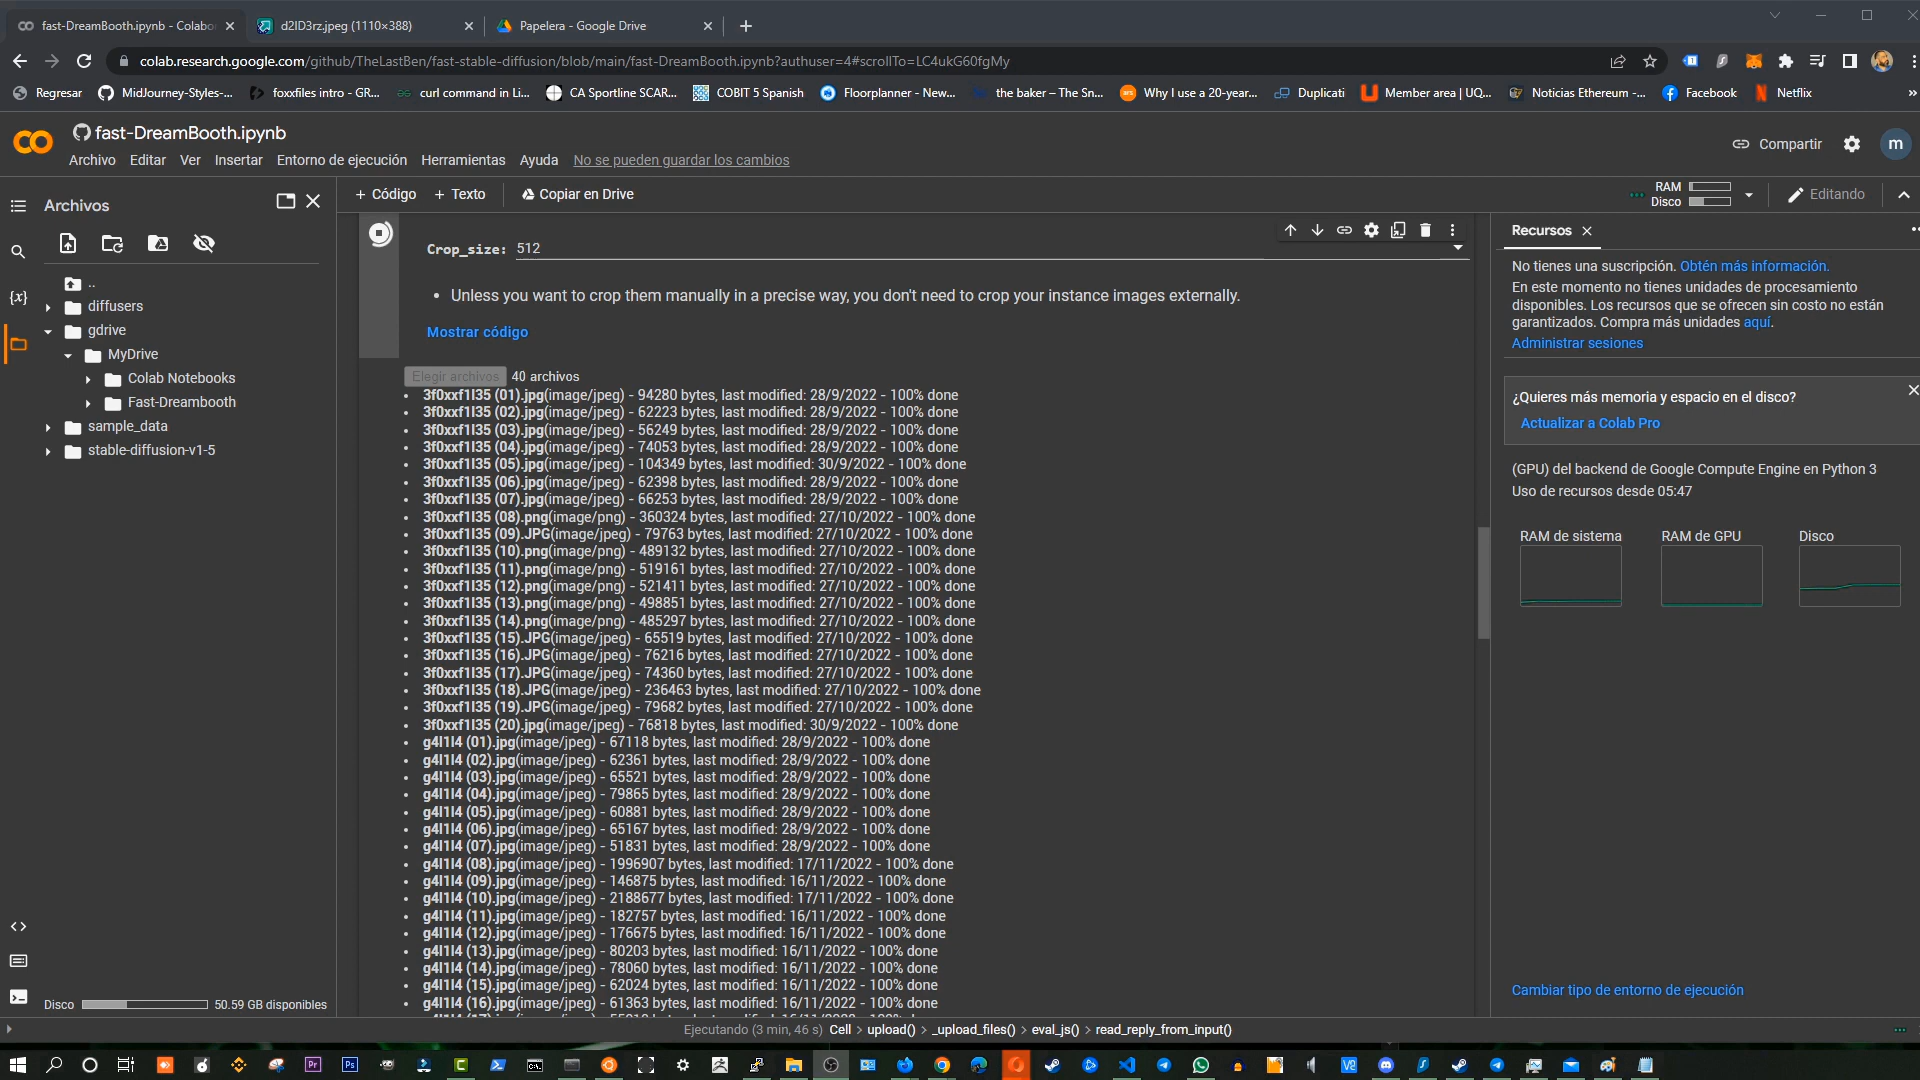 fast-DreamBooth.ipynb - Colabo
d2ID3rz.jpeg (1110×388)
Papelera - Google Drive
colab.research.google.com/github/TheLastBen/fast-stable-diffusion/blob/main/fast-DreamBooth.ipynb?authuser=4#scrollTo=LC4ukG60fgMy
Regresar
MidJourney-Styles-...
foxxfiles intro - GR...
curl command in Li...
CA Sportline SCAR...
COBIT 5 Spanish
Floorplanner - New...
the baker – The Sn...
Why I use a 20-year...
Duplicati
Member area | UQ...
Noticias Ethereum -...
Facebook
Netflix
fast-DreamBooth.ipynb
Archivo Editar Ver Insertar Entorno de ejecución Herramientas Ayuda No se pueden guardar los cambios
Compartir
m
Archivos
+ Código + Texto Copiar en Drive
RAM
Disco
Editando
..
diffusers
gdrive
MyDrive
Colab Notebooks
Fast-Dreambooth
sample_data
stable-diffusion-v1-5
Disco 50.59 GB disponibles
Crop_size: 512
• Unless you want to crop them manually in a precise way, you don't need to crop your instance images externally.
Mostrar código
Elegir archivos 40 archivos
• 3f0xxf1l35 (01).jpg(image/jpeg) - 94280 bytes, last modified: 28/9/2022 - 100% done
• 3f0xxf1l35 (02).jpg(image/jpeg) - 62223 bytes, last modified: 28/9/2022 - 100% done
• 3f0xxf1l35 (03).jpg(image/jpeg) - 56249 bytes, last modified: 28/9/2022 - 100% done
• 3f0xxf1l35 (04).jpg(image/jpeg) - 74053 bytes, last modified: 28/9/2022 - 100% done
• 3f0xxf1l35 (05).jpg(image/jpeg) - 104349 bytes, last modified: 30/9/2022 - 100% done
• 3f0xxf1l35 (06).jpg(image/jpeg) - 62398 bytes, last modified: 28/9/2022 - 100% done
• 3f0xxf1l35 (07).jpg(image/jpeg) - 66253 bytes, last modified: 28/9/2022 - 100% done
• 3f0xxf1l35 (08).png(image/png) - 360324 bytes, last modified: 27/10/2022 - 100% done
• 3f0xxf1l35 (09).JPG(image/jpeg) - 79763 bytes, last modified: 27/10/2022 - 100% done
• 3f0xxf1l35 (10).png(image/png) - 489132 bytes, last modified: 27/10/2022 - 100% done
• 3f0xxf1l35 (11).png(image/png) - 519161 bytes, last modified: 27/10/2022 - 100% done
• 3f0xxf1l35 (12).png(image/png) - 521411 bytes, last modified: 27/10/2022 - 100% done
• 3f0xxf1l35 (13).png(image/png) - 498851 bytes, last modified: 27/10/2022 - 100% done
• 3f0xxf1l35 (14).png(image/png) - 485297 bytes, last modified: 27/10/2022 - 100% done
• 3f0xxf1l35 (15).JPG(image/jpeg) - 65519 bytes, last modified: 27/10/2022 - 100% done
• 3f0xxf1l35 (16).JPG(image/jpeg) - 76216 bytes, last modified: 27/10/2022 - 100% done
• 3f0xxf1l35 (17).JPG(image/jpeg) - 74360 bytes, last modified: 27/10/2022 - 100% done
• 3f0xxf1l35 (18).JPG(image/jpeg) - 236463 bytes, last modified: 27/10/2022 - 100% done
• 3f0xxf1l35 (19).JPG(image/jpeg) - 79682 bytes, last modified: 27/10/2022 - 100% done
• 3f0xxf1l35 (20).jpg(image/jpeg) - 76818 bytes, last modified: 30/9/2022 - 100% done
• g4l1l4 (01).jpg(image/jpeg) - 67118 bytes, last modified: 28/9/2022 - 100% done
• g4l1l4 (02).jpg(image/jpeg) - 62361 bytes, last modified: 28/9/2022 - 100% done
• g4l1l4 (03).jpg(image/jpeg) - 65521 bytes, last modified: 28/9/2022 - 100% done
• g4l1l4 (04).jpg(image/jpeg) - 79865 bytes, last modified: 28/9/2022 - 100% done
• g4l1l4 (05).jpg(image/jpeg) - 60881 bytes, last modified: 28/9/2022 - 100% done
• g4l1l4 (06).jpg(image/jpeg) - 65167 bytes, last modified: 28/9/2022 - 100% done
• g4l1l4 (07).jpg(image/jpeg) - 51831 bytes, last modified: 28/9/2022 - 100% done
• g4l1l4 (08).jpg(image/jpeg) - 1996907 bytes, last modified: 17/11/2022 - 100% done
• g4l1l4 (09).jpg(image/jpeg) - 146875 bytes, last modified: 16/11/2022 - 100% done
• g4l1l4 (10).jpg(image/jpeg) - 2188677 bytes, last modified: 17/11/2022 - 100% done
• g4l1l4 (11).jpg(image/jpeg) - 182757 bytes, last modified: 16/11/2022 - 100% done
• g4l1l4 (12).jpg(image/jpeg) - 176675 bytes, last modified: 16/11/2022 - 100% done
• g4l1l4 (13).jpg(image/jpeg) - 80203 bytes, last modified: 16/11/2022 - 100% done
• g4l1l4 (14).jpg(image/jpeg) - 78060 bytes, last modified: 16/11/2022 - 100% done
• g4l1l4 (15).jpg(image/jpeg) - 62024 bytes, last modified: 16/11/2022 - 100% done
• g4l1l4 (16).jpg(image/jpeg) - 61363 bytes, last modified: 16/11/2022 - 100% done
Recursos
No tienes una suscripción. Obtén más información.
En este momento no tienes unidades de procesamiento
disponibles. Los recursos que se ofrecen sin costo no están
garantizados. Compra más unidades aquí.
Administrar sesiones
¿Quieres más memoria y espacio en el disco?
Actualizar a Colab Pro
(GPU) del backend de Google Compute Engine en Python 3
Uso de recursos desde 05:47
RAM de sistema
RAM de GPU
Disco
Cambiar tipo de entorno de ejecución
Ejecutando (3 min, 46 s) Cell > upload() > _upload_files() > eval_js() > read_reply_from_input()